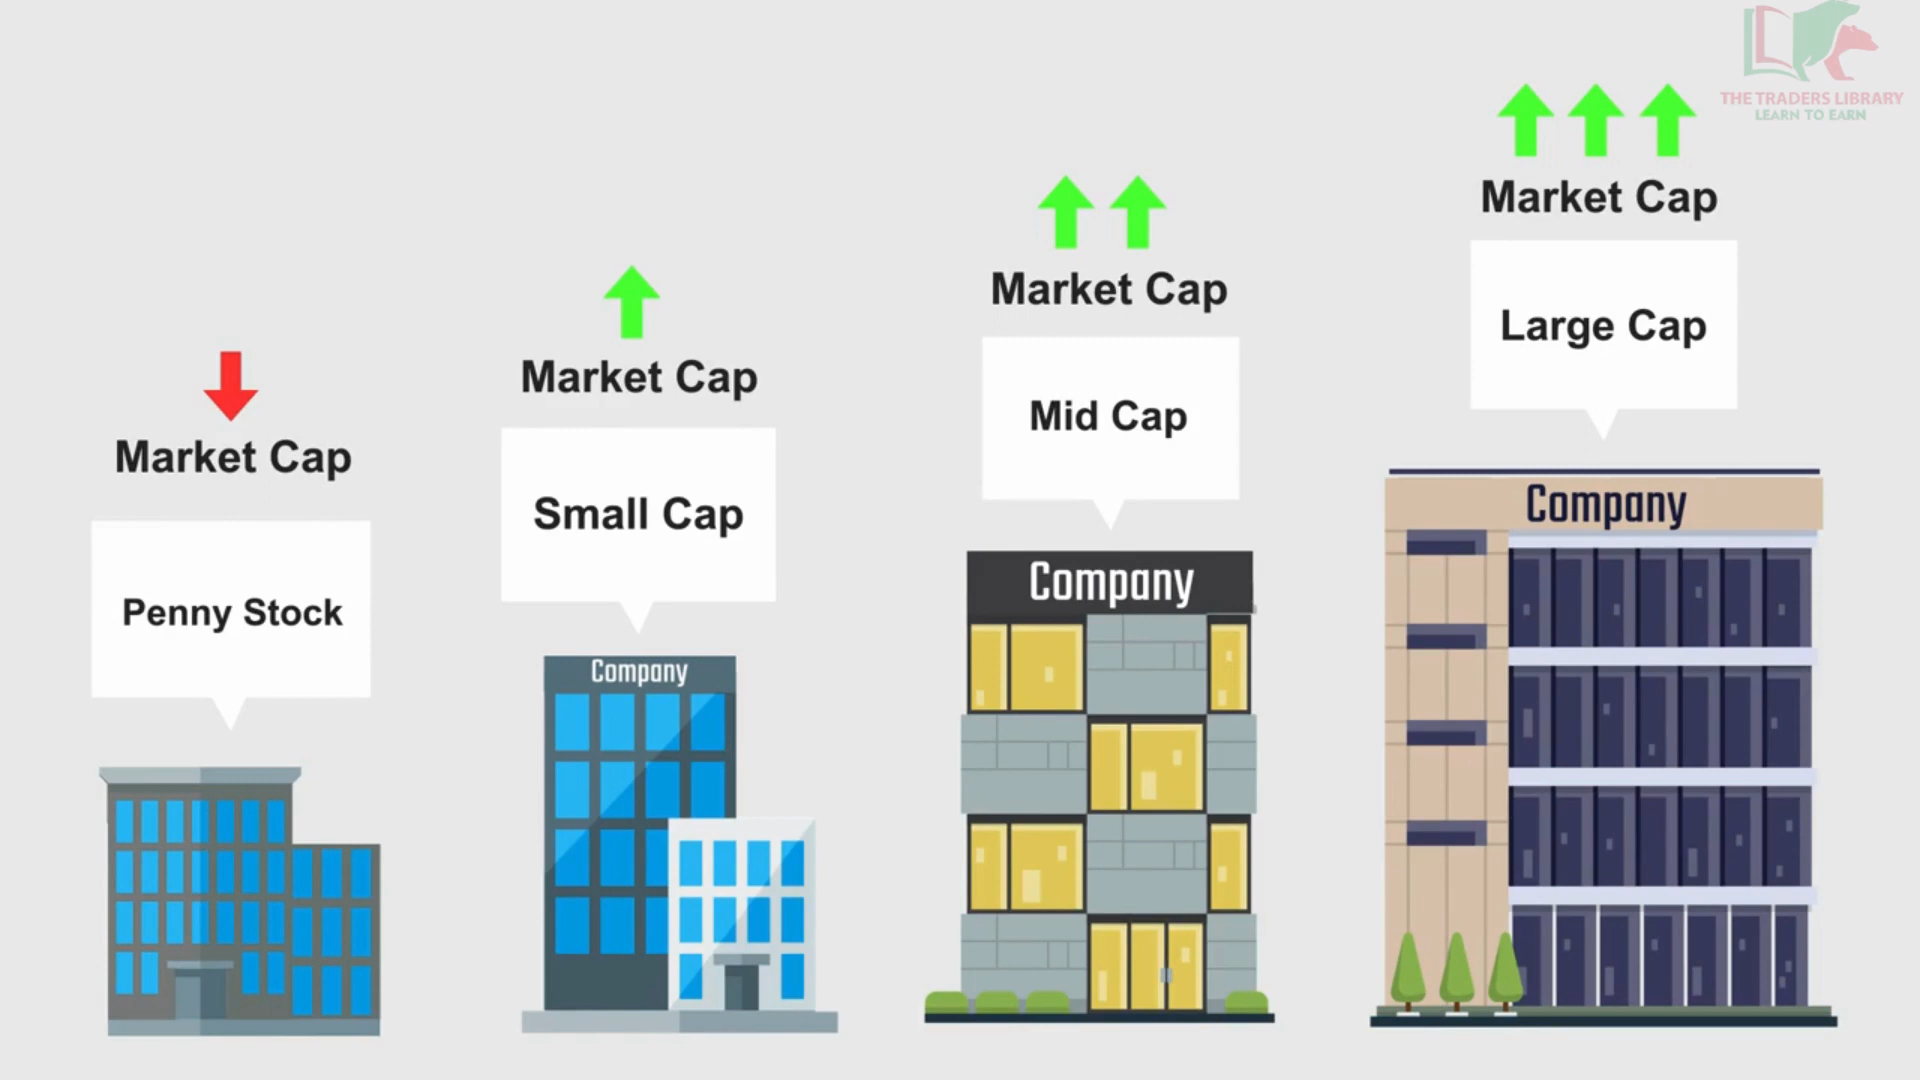 THE TRADERS LIBRARY
LEARN TO EARN
Market Cap
Penny Stock
Market Cap
Small Cap
Company
Market Cap
Mid Cap
Company
Market Cap
Large Cap
Company